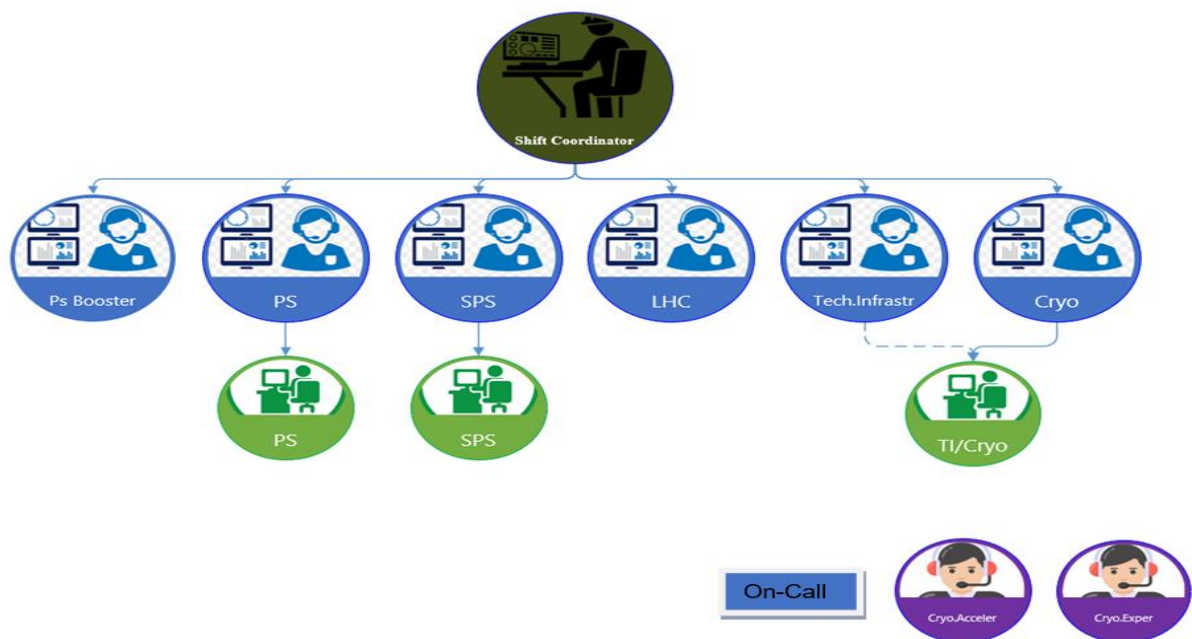 Shift Coordinator
Ps Booster
PS
SPS
LHC
Tech.Infrastr
Cryo
PS
SPS
TI/Cryo
On-Call
Cryo.Acceler
Cryo.Exper